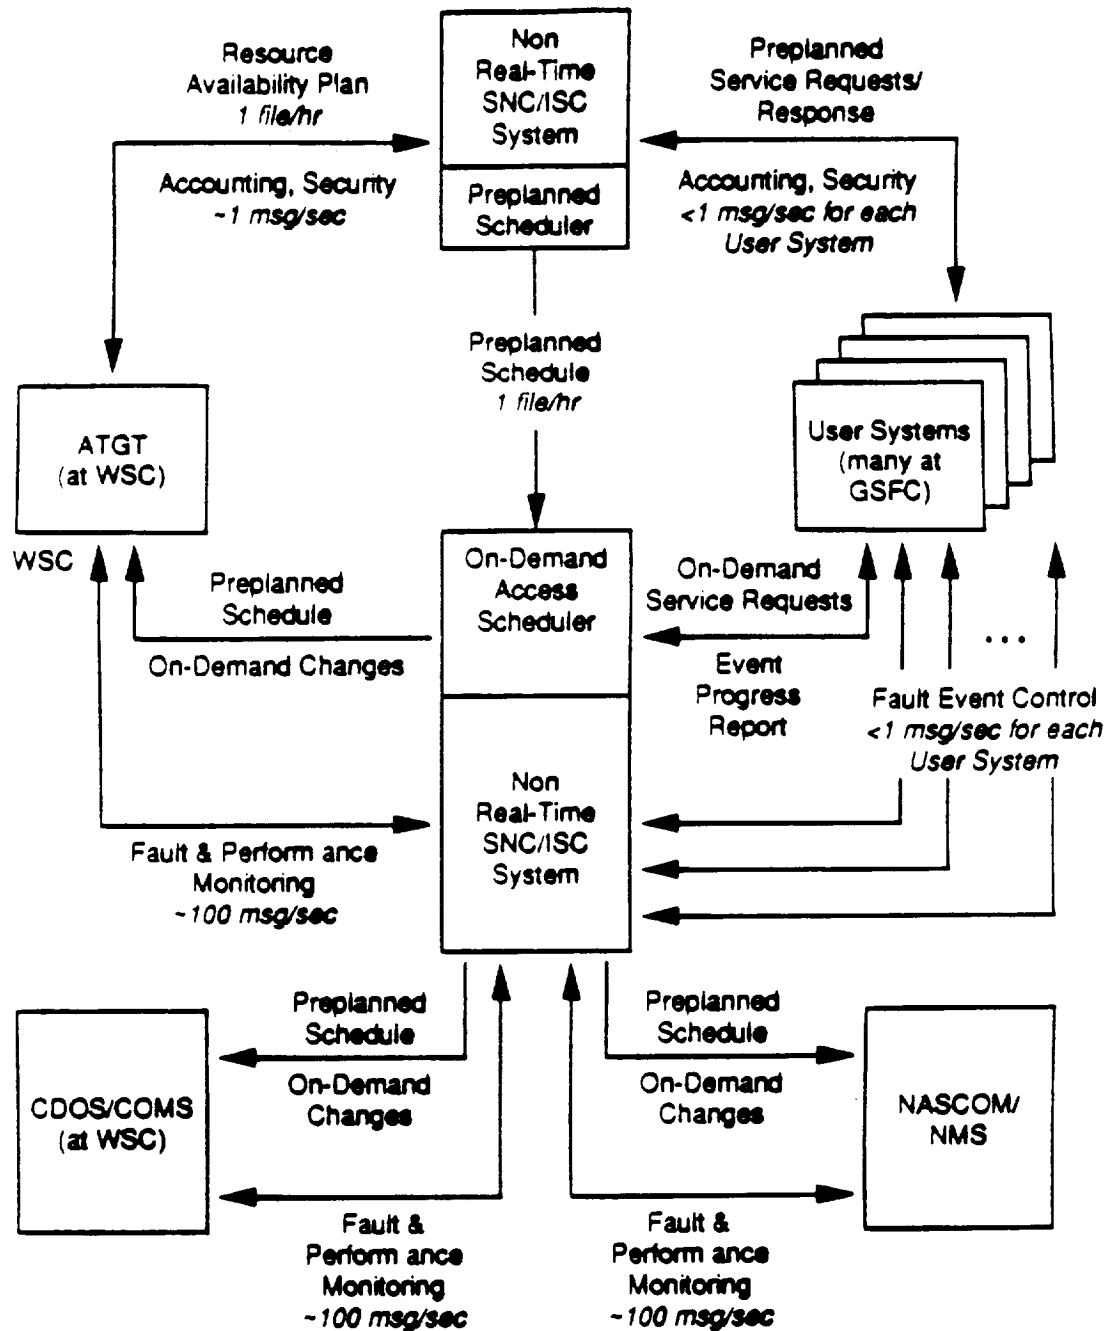 Resource
Availability Plan
1 file/hr
Non
Real-Time
SNC/ISC
System
Preplanned
Service Requests/
Response
Accounting, Security
~1 msg/sec
Preplanned
Scheduler
Accounting, Security
<1 msg/sec for each
User System
Preplanned
Schedule
1 file/hr
ATGT
(at WSC)
User Systems
(many at
GSFC)
WSC
Preplanned
Schedule
On-Demand Changes
On-Demand
Access
Scheduler
On-Demand
Service Requests
...
Event
Progress
Report
Fault Event Control
<1 msg/sec for each
User System
Non
Real-Time
SNC/ISC
System
Fault & Perform ance
Monitoring
~100 msg/sec
Preplanned
Schedule
On-Demand
Changes
Preplanned
Schedule
On-Demand
Changes
CDOS/COMS
(at WSC)
NASCOM/
NMS
Fault &
Perform ance
Monitoring
~100 msg/sec
Fault &
Perform ance
Monitoring
~100 msg/sec